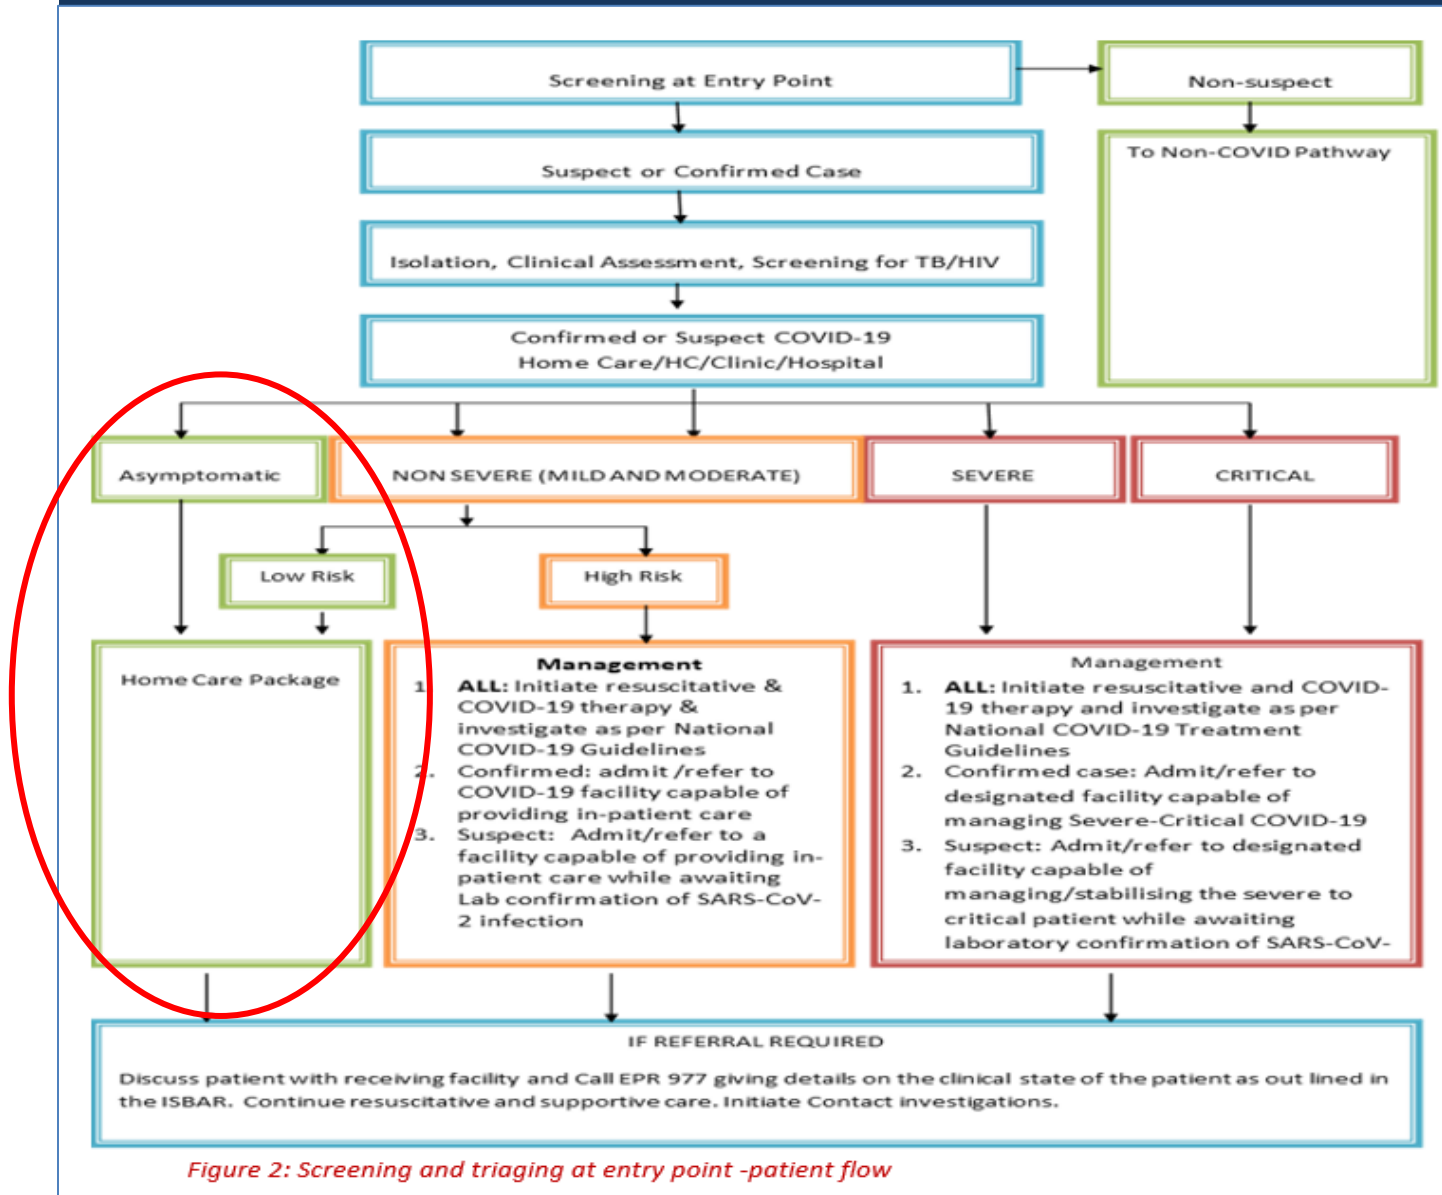 Screening at Entry Point
Non-suspect
Suspect or Confirmed Case
To Non-COVID Pathway
Isolation, Clinical Assessment, Screening for TB/HIV
Confirmed or Suspect COVID-19
Home Care/HC/Clinic/Hospital
Asymptomatic
NON SEVERE (MILD AND MODERATE)
SEVERE
CRITICAL
Low Risk
High Risk
Home Care Package
Management
1. ALL: Initiate resuscitative &
COVID-19 therapy &
investigate as per National
COVID-19 Guidelines
2. Confirmed: admit /refer to
COVID-19 facility capable of
providing in-patient care
3. Suspect: Admit/refer to a
facility capable of providing in-
patient care while awaiting
Lab confirmation of SARS-CoV-
2 infection
Management
1. ALL: Initiate resuscitative and COVID-
19 therapy and investigate as per
National COVID-19 Treatment
Guidelines
2. Confirmed case: Admit/refer to
designated facility capable of
managing Severe-Critical COVID-19
3. Suspect: Admit/refer to designated
facility capable of
managing/stabilising the severe to
critical patient while awaiting
laboratory confirmation of SARS-CoV-
IF REFERRAL REQUIRED
Discuss patient with receiving facility and Call EPR 977 giving details on the clinical state of the patient as out lined in
the ISBAR. Continue resuscitative and supportive care. Initiate Contact investigations.
Figure 2: Screening and triaging at entry point -patient flow